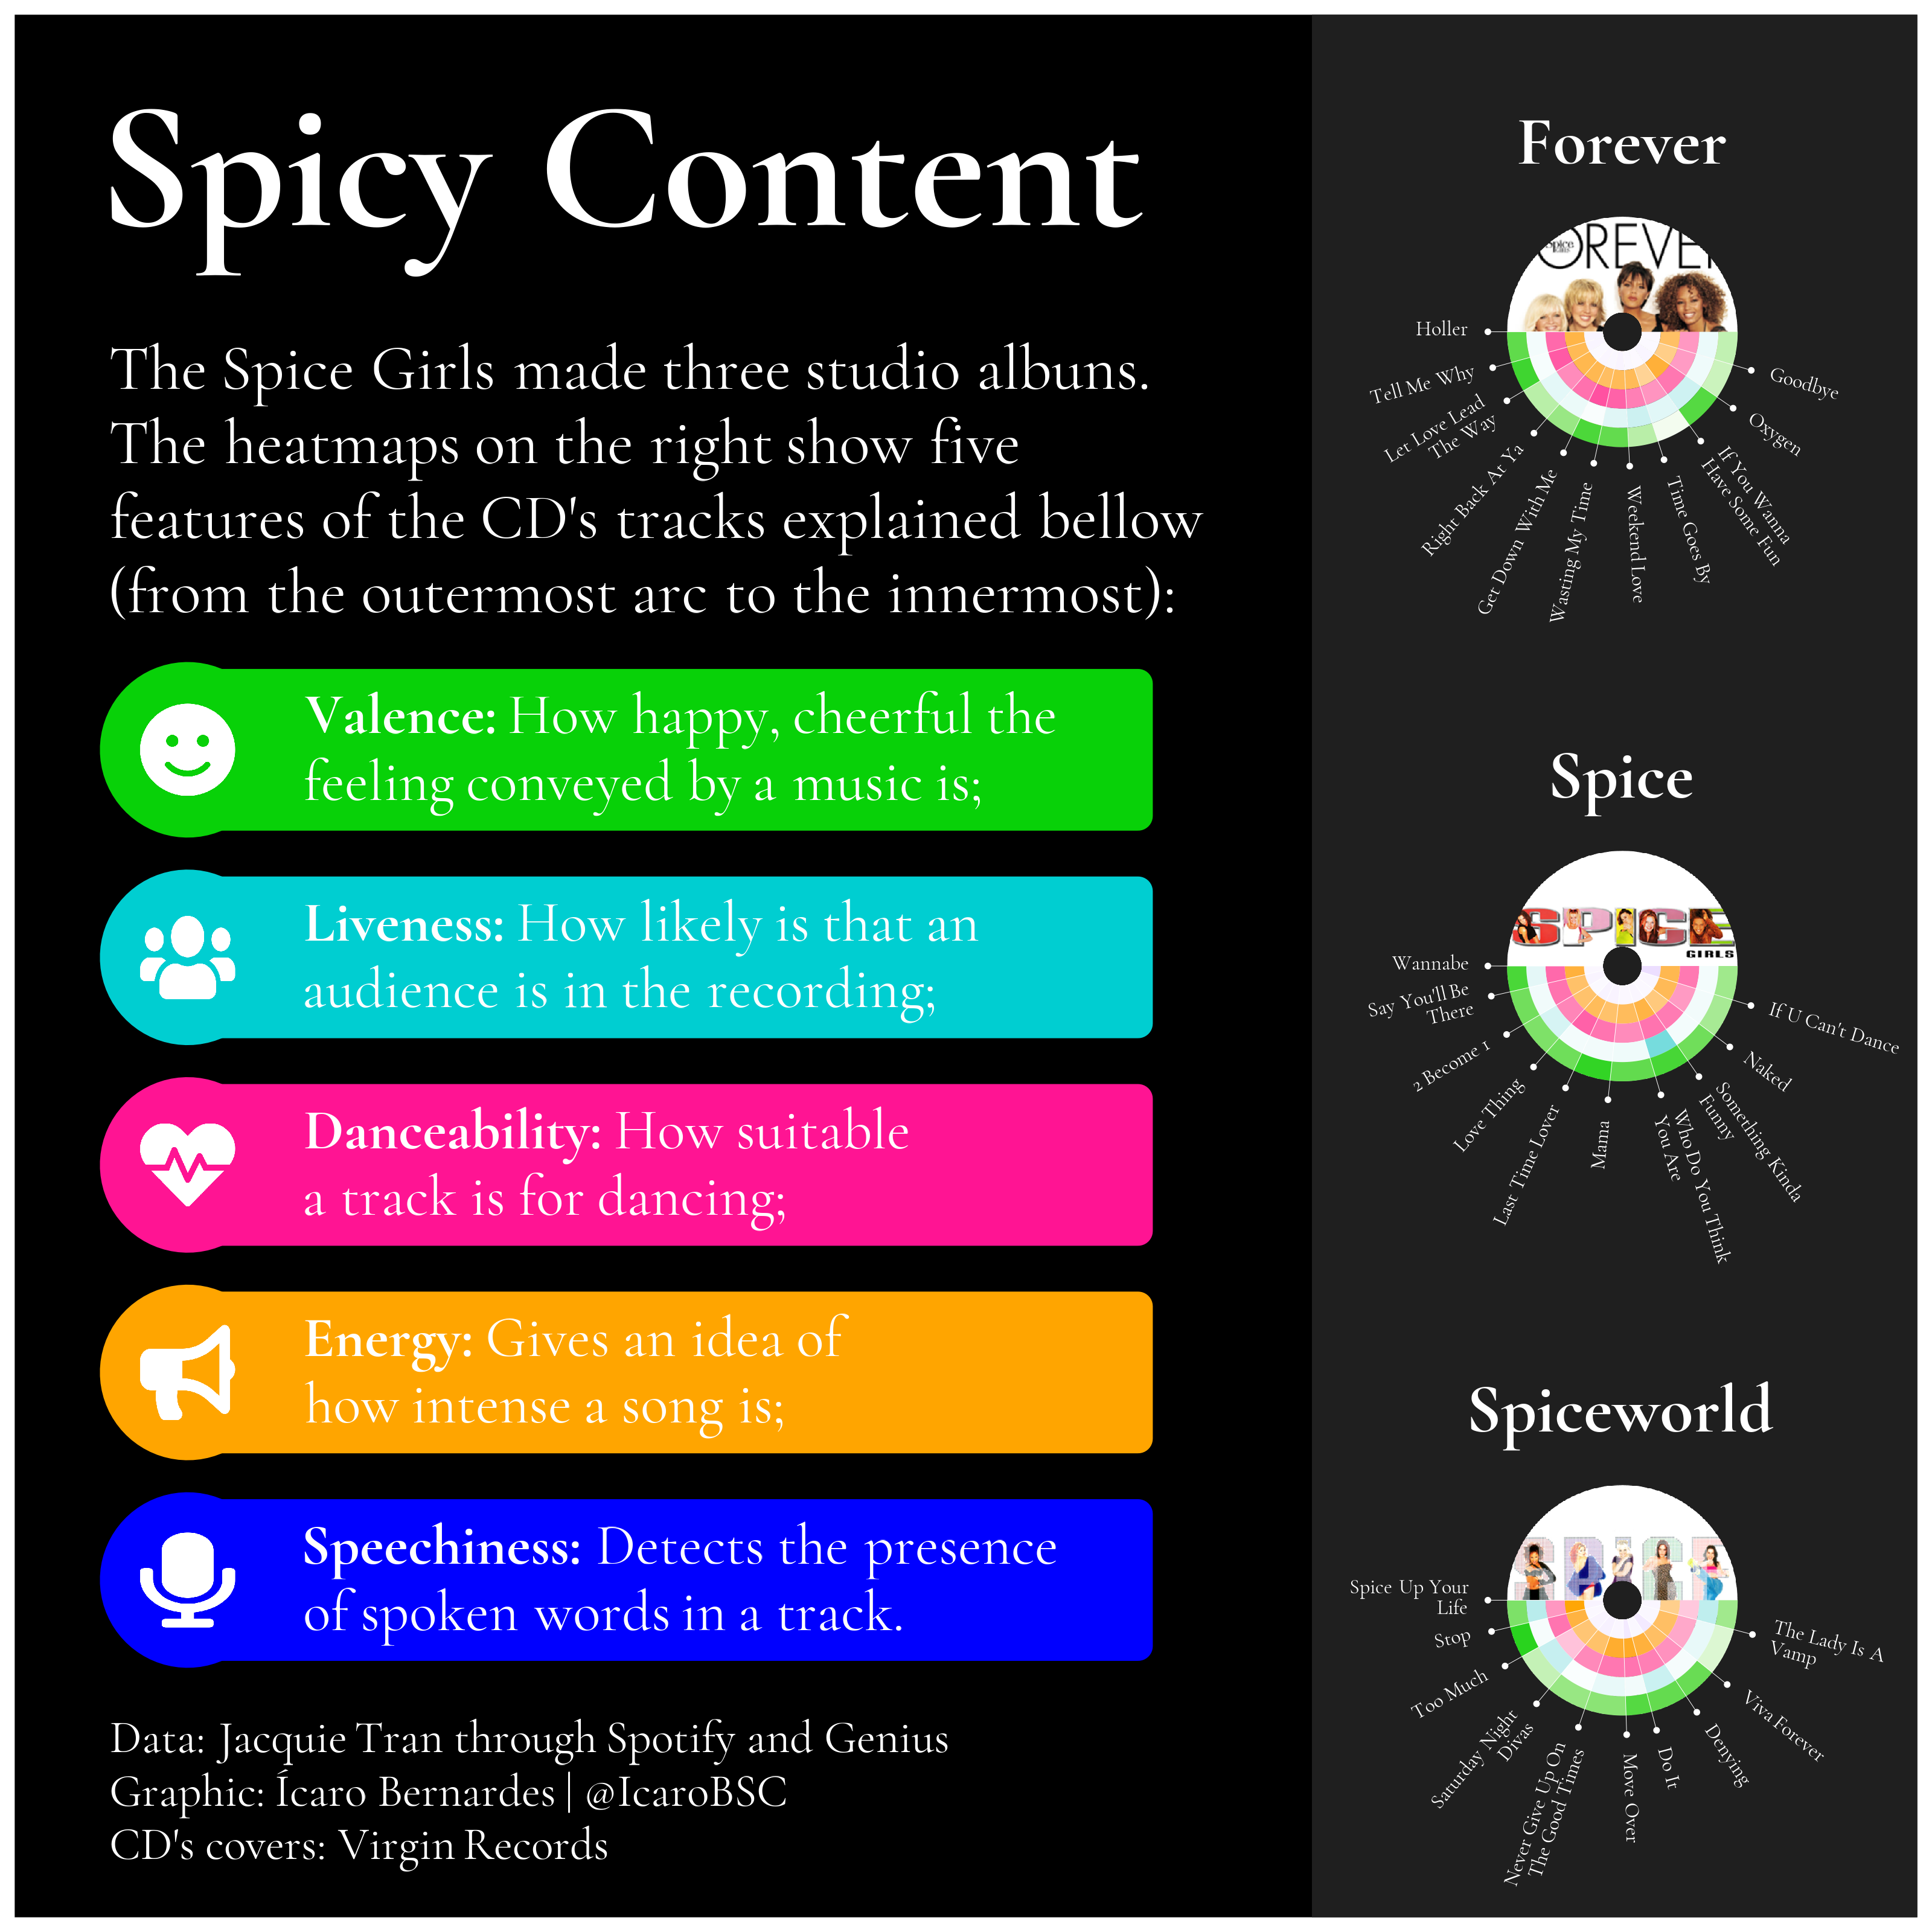 Spicy Content
The Spice Girls made three studio albuns.
The heatmaps on the right show five
features of the CD's tracks explained bellow
(from the outermost arc to the innermost):
Valence: How happy, cheerful the
feeling conveyed by a music is;
Liveness: How likely is that an
audience is in the recording;
Danceability: How suitable
a track is for dancing;
Energy: Gives an idea of
how intense a song is;
Speechiness: Detects the presence
of spoken words in a track.
Data: Jacquie Tran through Spotify and Genius
Graphic: Ícaro Bernardes | @IcaroBSC
CD's covers: Virgin Records
Forever
Spice
GIRLS
FOREVER
Holler
Tell Me Why
Let Love Lead
The Way
Right Back At Ya
Get Down With Me
Wasting My Time
Weekend Love
Time Goes By
If You Wanna
Have Some Fun
Oxygen
Goodbye
Spice
SPICE
GIRLS
Wannabe
Say You'll Be
There
2 Become 1
Love Thing
Last Time Lover
Mama
Who Do You Think
You Are
Something Kinda
Funny
Naked
If U Can't Dance
Spiceworld
SPICE
Spice Up Your
Life
Stop
Too Much
Saturday Night
Divas
Never Give Up On
The Good Times
Move Over
Do It
Denying
Viva Forever
The Lady Is A
Vamp